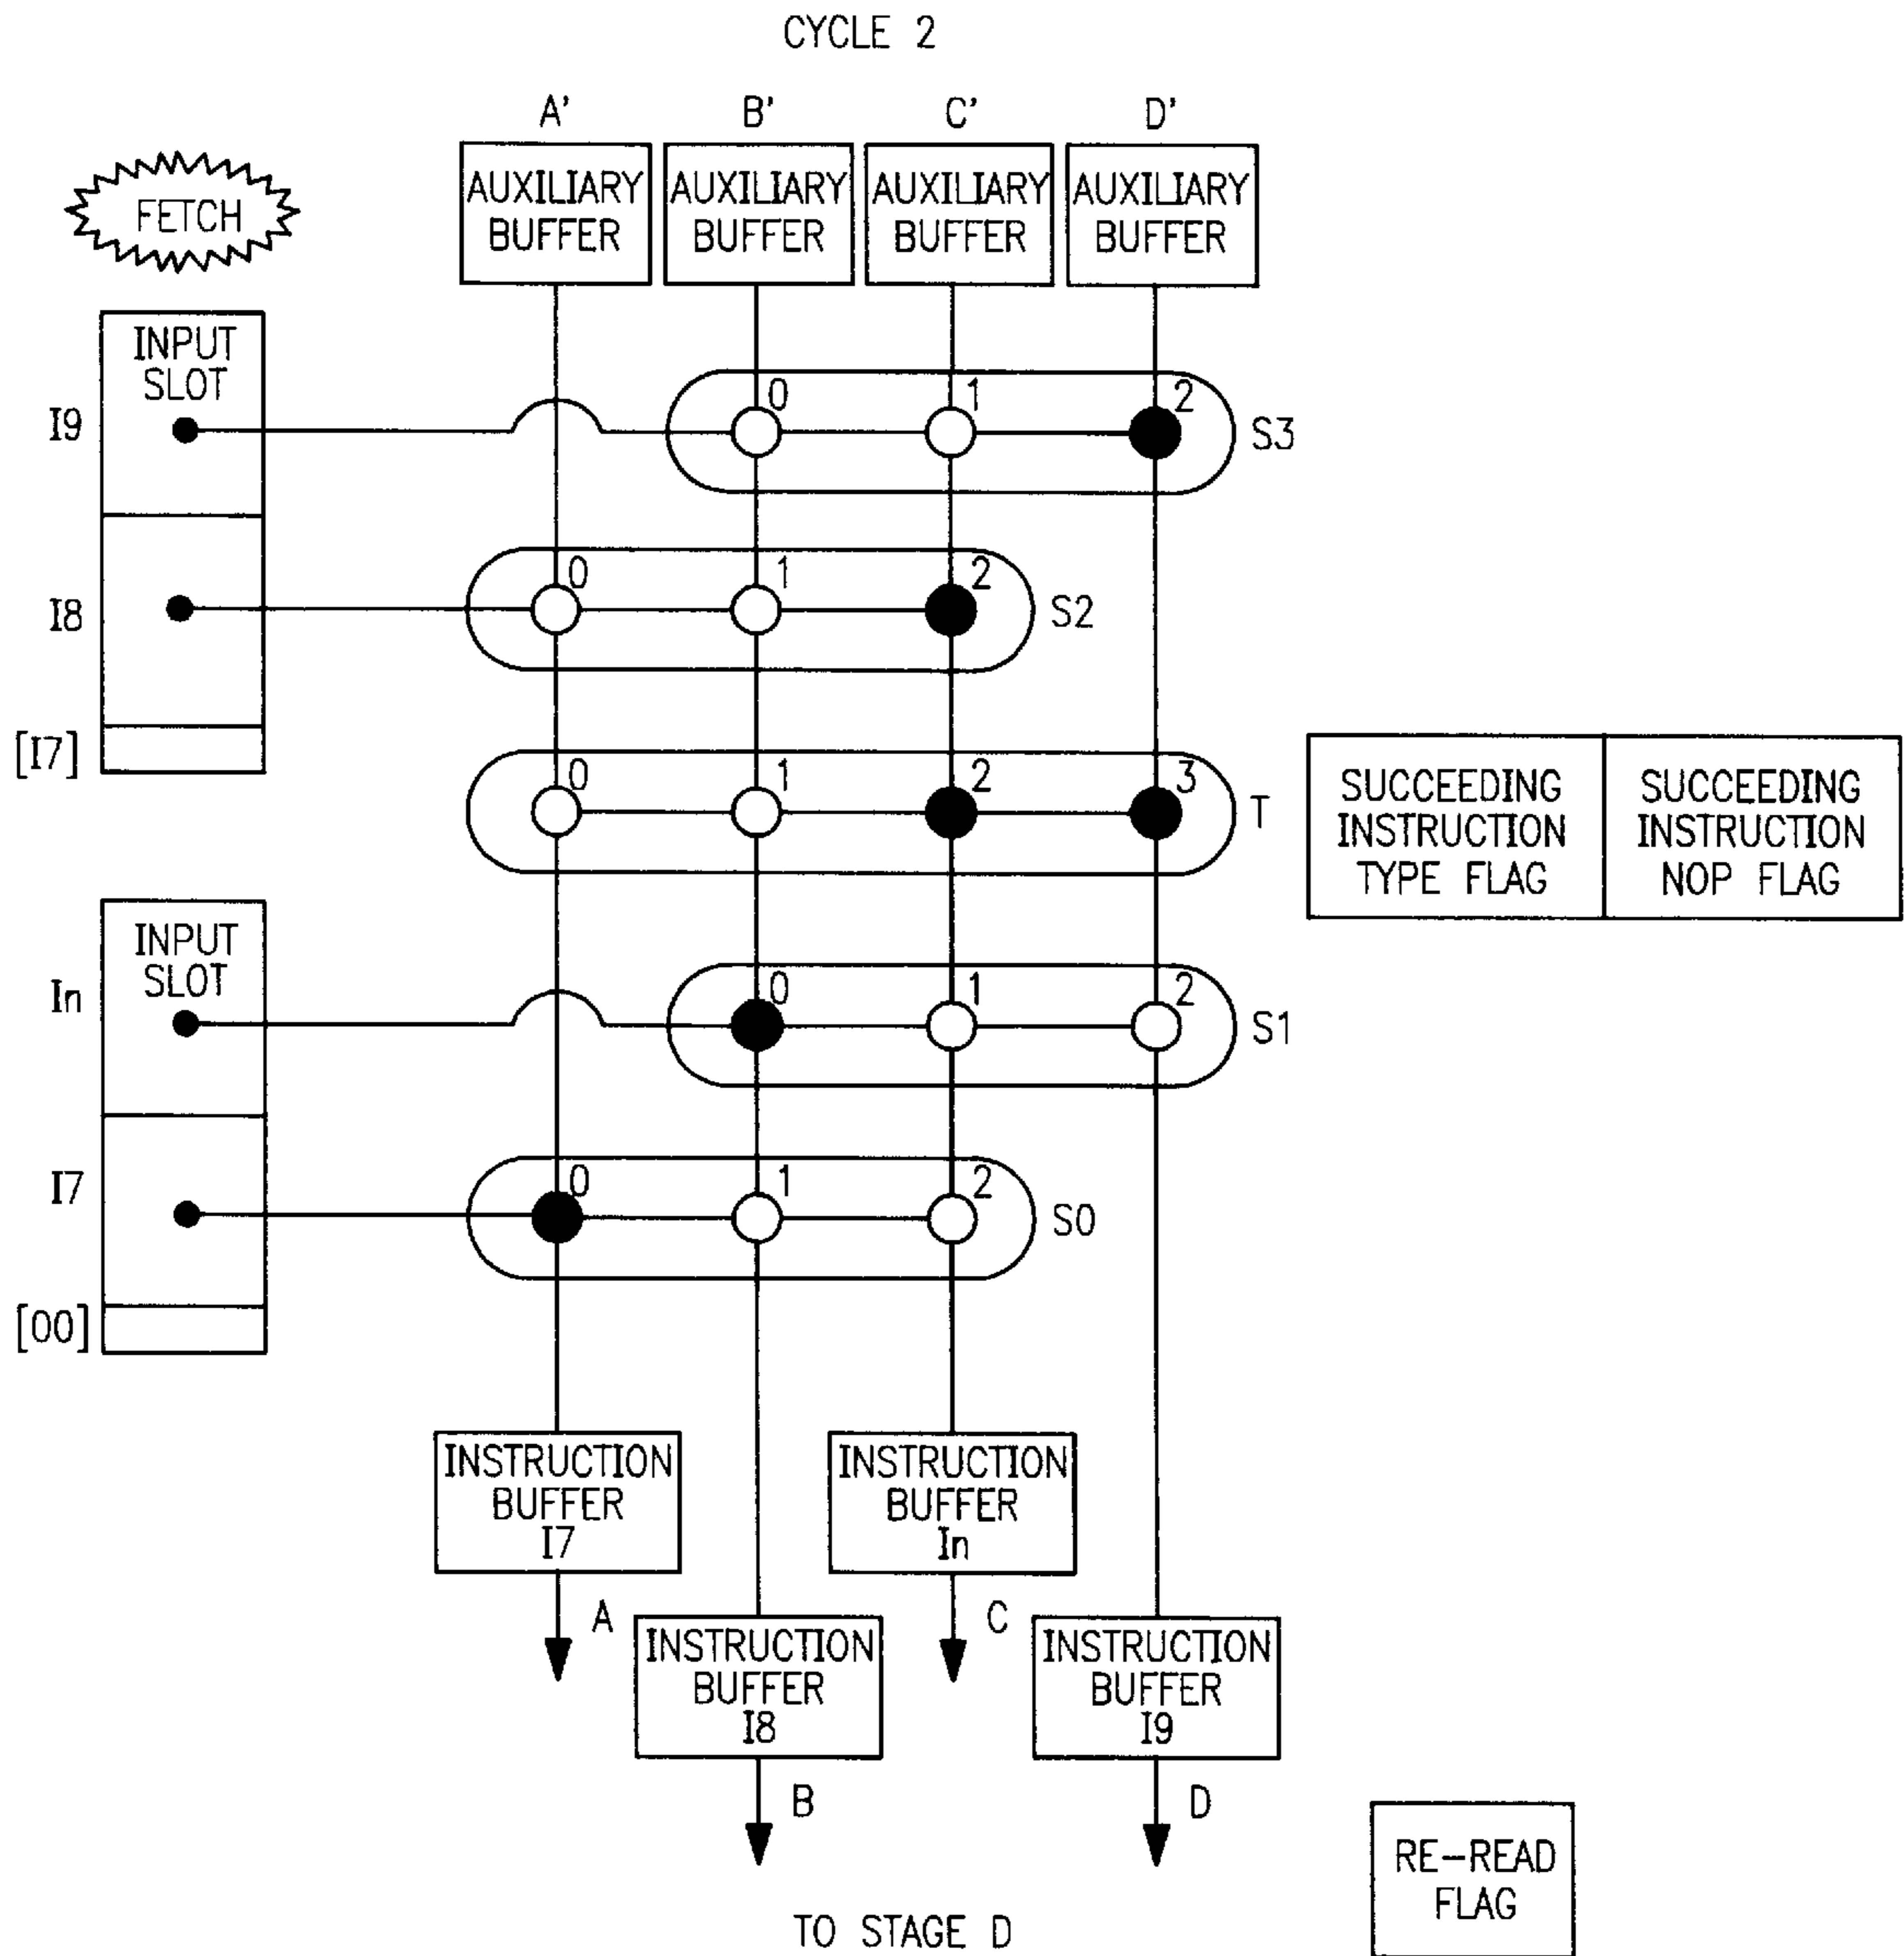 CYCLE 2
A' B' C' D'
FETCH
AUXILIARY
BUFFER
AUXILIARY
BUFFER
AUXILIARY
BUFFER
AUXILIARY
BUFFER
INPUT
SLOT
I9
0 1 2
S3
I8
0 1 2
S2
[I7]
0 1 2 3
T
SUCCEEDING
INSTRUCTION
TYPE FLAG
SUCCEEDING
INSTRUCTION
NOP FLAG
INPUT
SLOT
In
0 1 2
S1
I7
0 1 2
S0
[00]
INSTRUCTION
BUFFER
I7
A
INSTRUCTION
BUFFER
In
C
INSTRUCTION
BUFFER
I8
B
INSTRUCTION
BUFFER
I9
D
RE-READ
FLAG
TO STAGE D